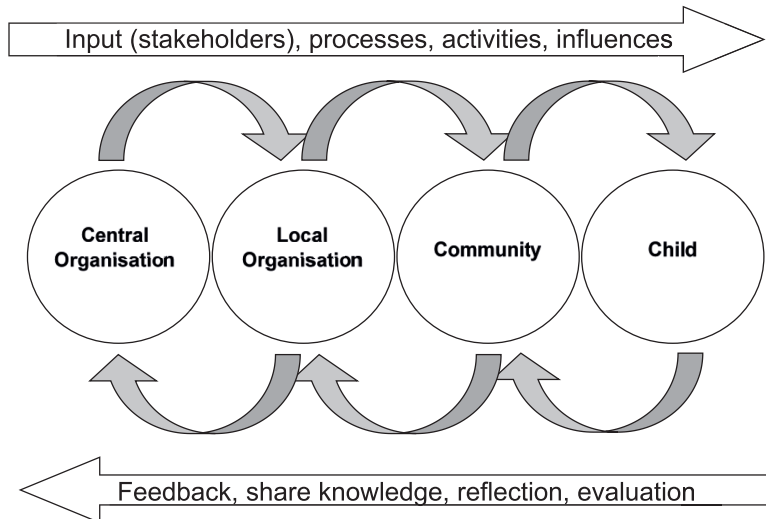 Input (stakeholders), processes, activities, influences
Central
Organisation
Local
Organisation
Community
Child
Feedback, share knowledge, reflection, evaluation